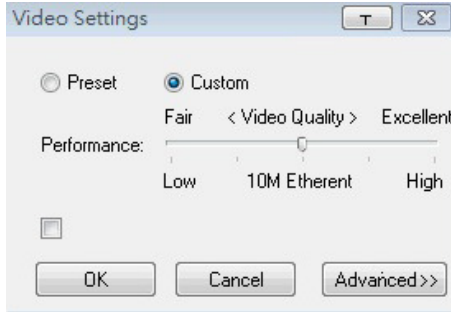 Video Settings
Preset Custom
Fair < Video Quality > Excellent
Performance:
Low 10M Etherent High
OK Cancel Advanced>>